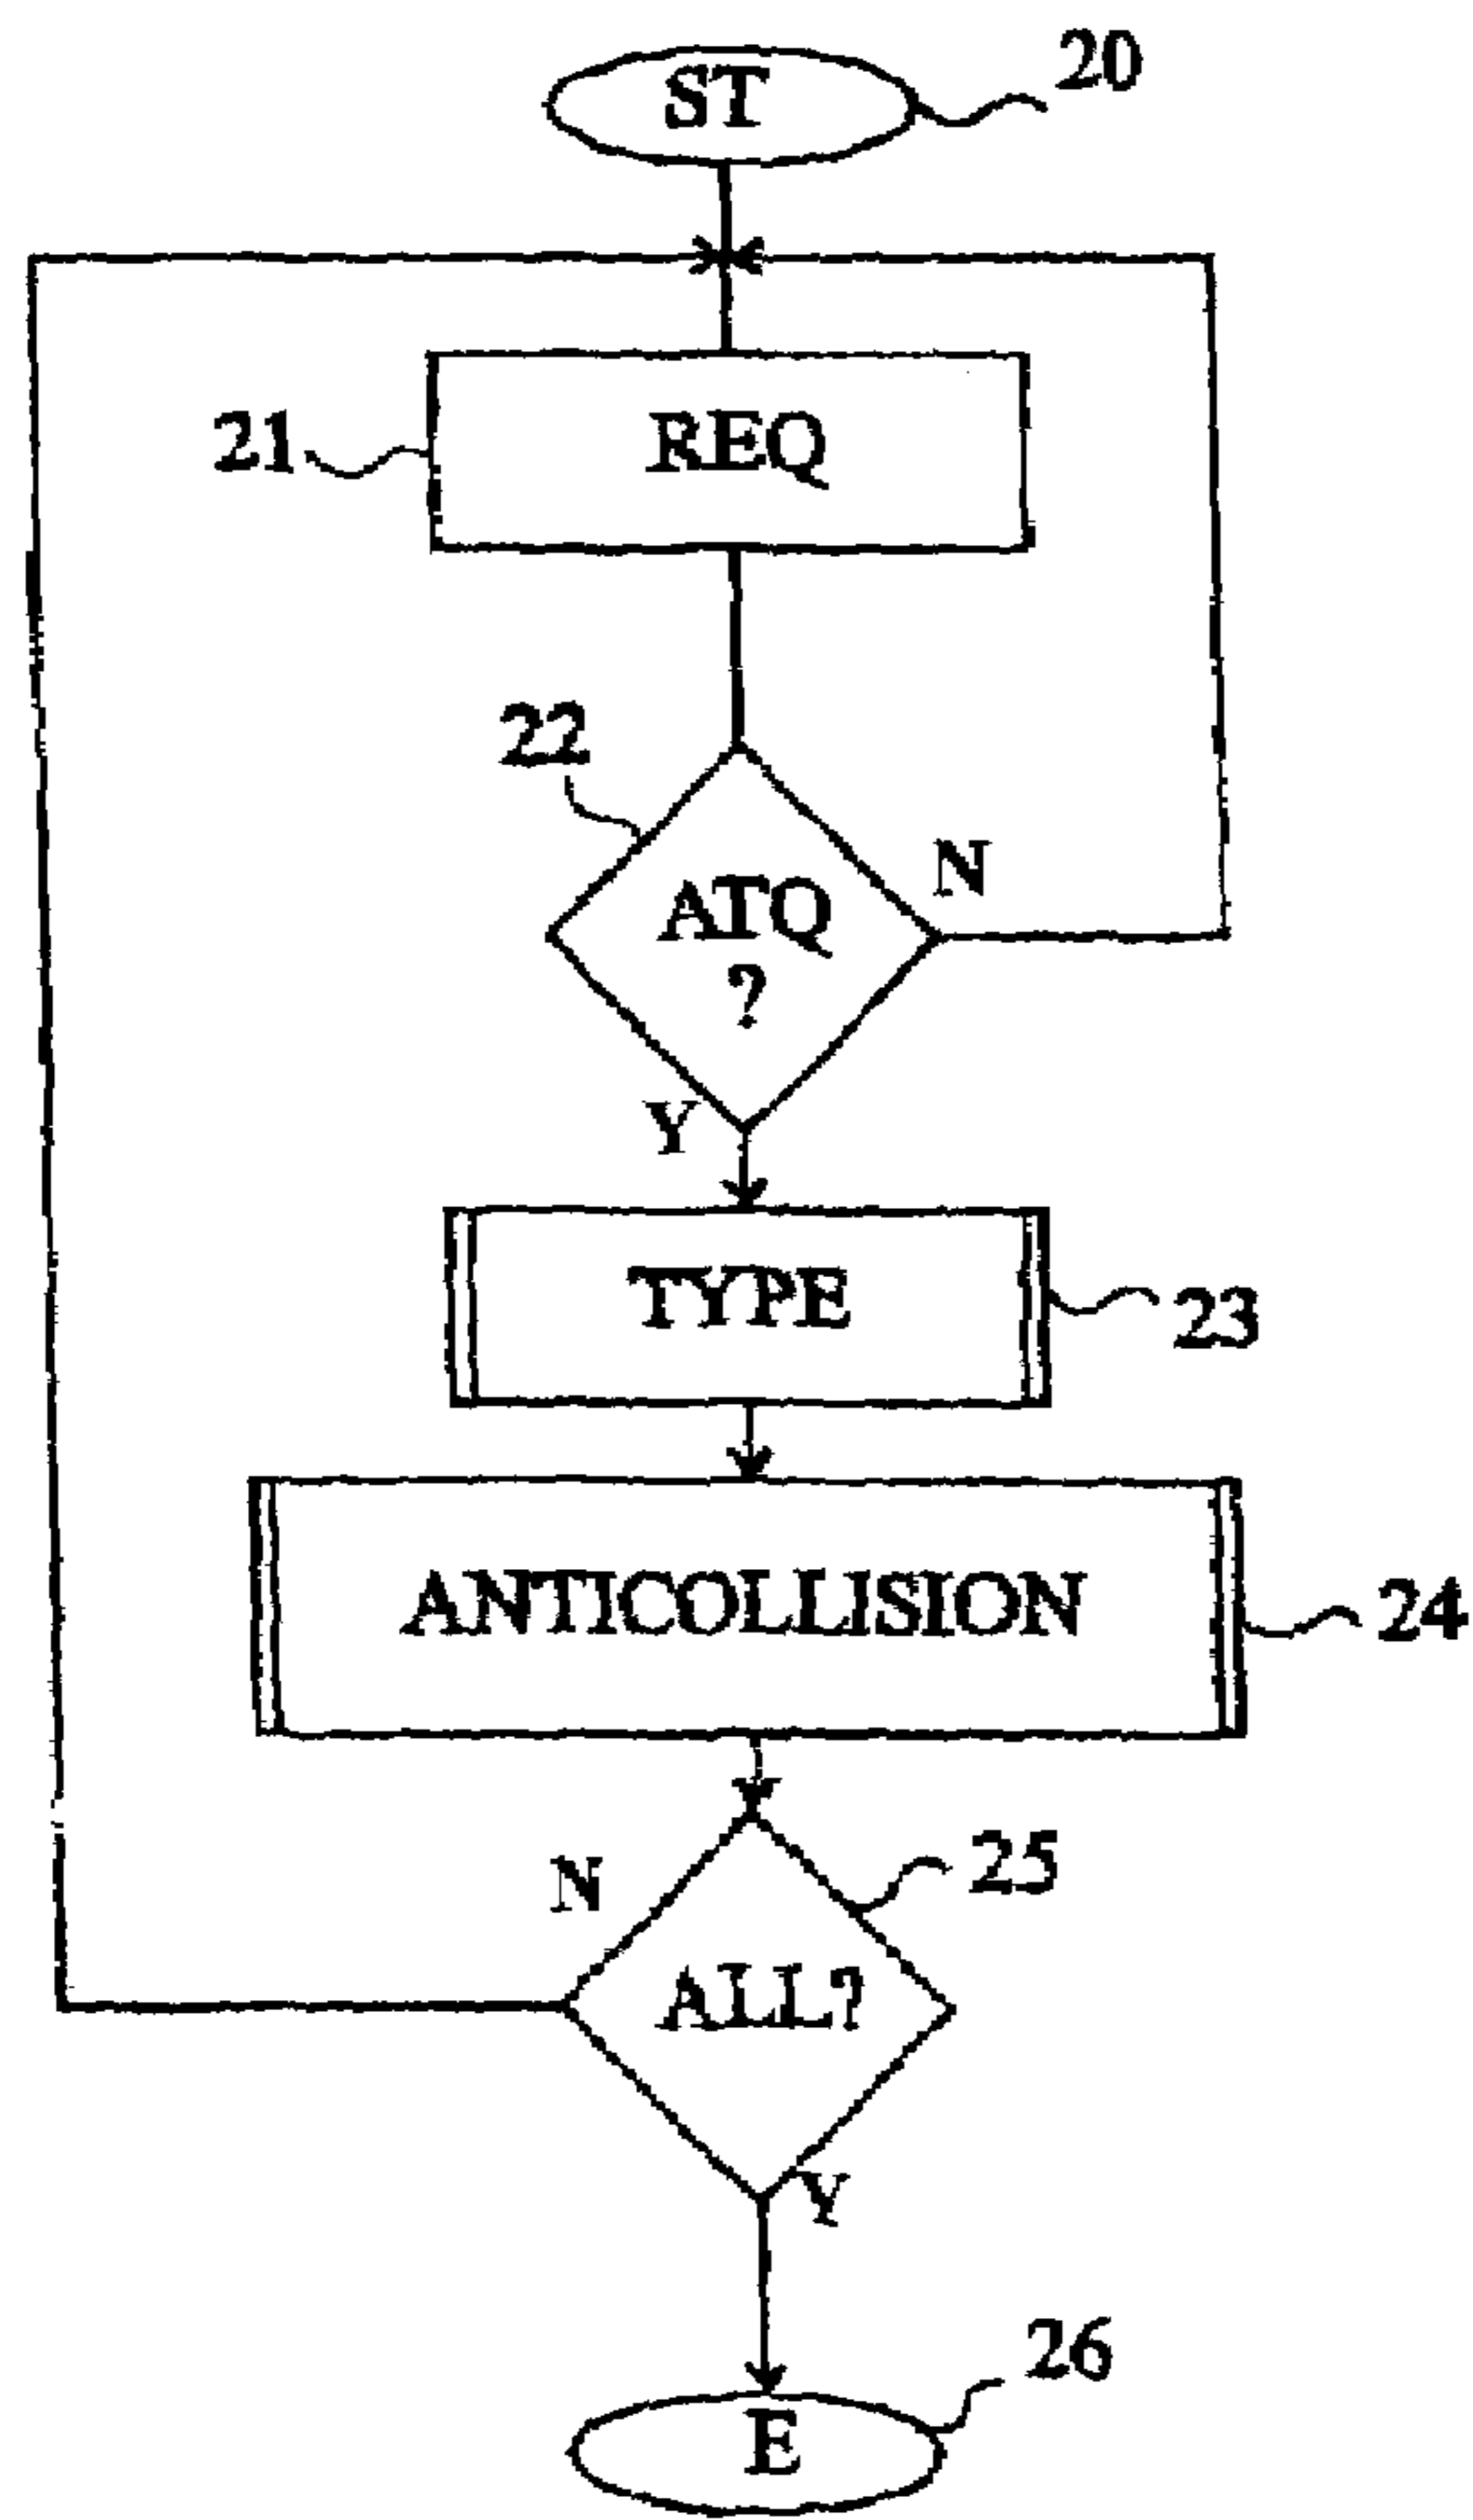 20
ST
21
REQ
22
N
ATQ
?
Y
TYPE
23
ANTICOLLISION
24
N
25
ALL?
Y
26
E